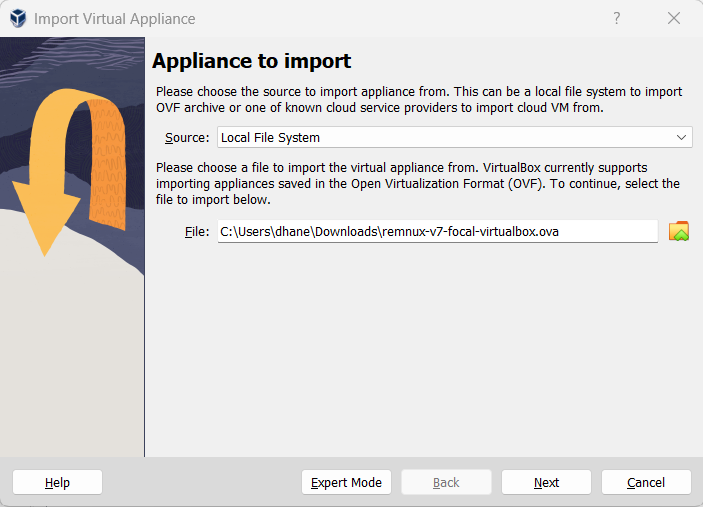 Import Virtual Appliance
?
Appliance to import
Please choose the source to import appliance from. This can be a local file system to import
OVF archive or one of known cloud service providers to import cloud VM from.
Source: Local File System
Please choose a file to import the virtual appliance from. VirtualBox currently supports
importing appliances saved in the Open Virtualization Format (OVF). To continue, select the
file to import below.
File: C:\Users\dhane\Downloads\remnux-v7-focal-virtualbox.ova
Help Expert Mode Back Next Cancel